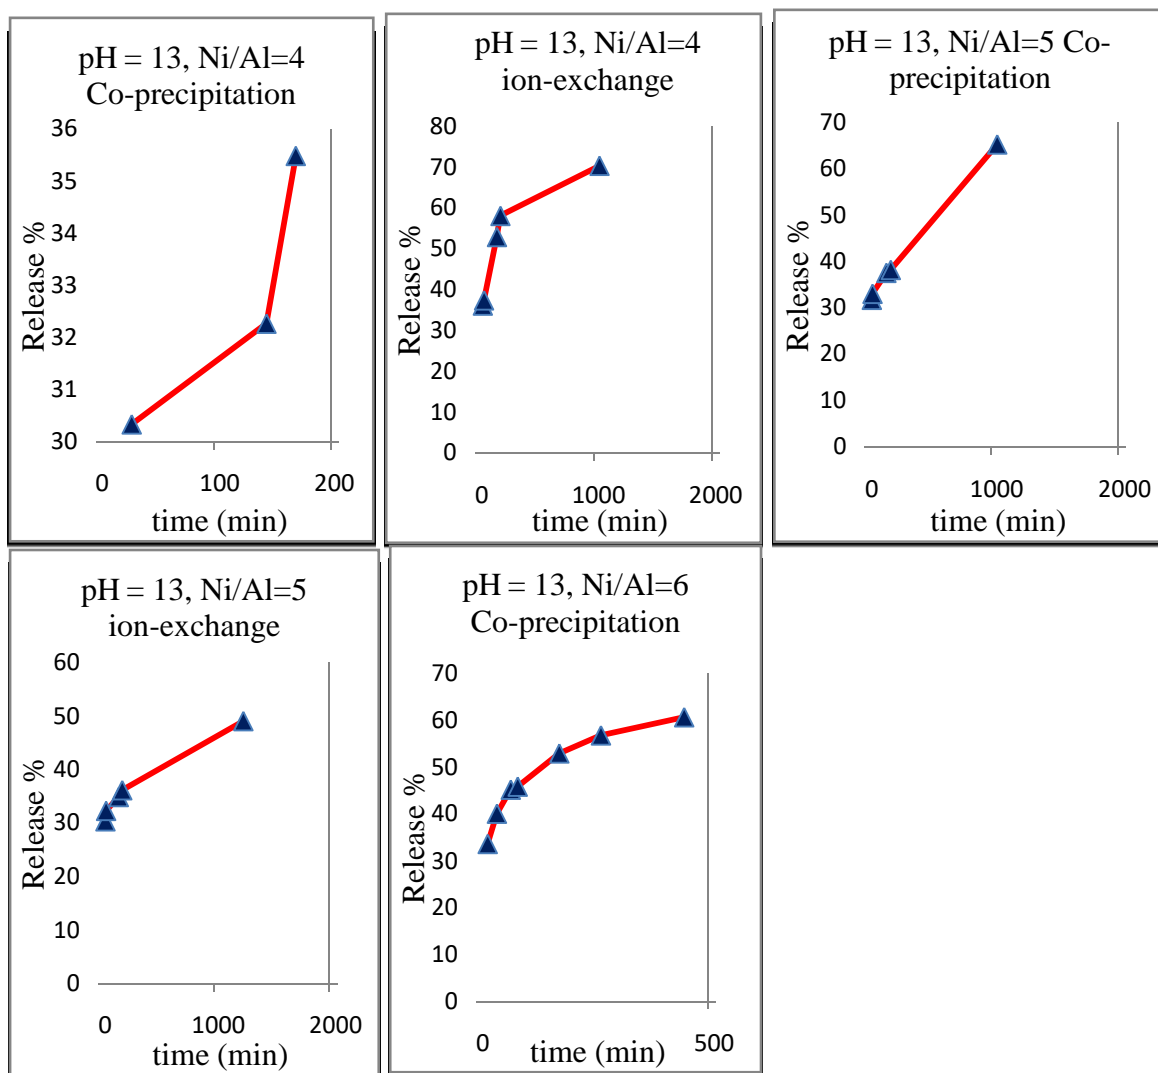 pH = 13, Ni/Al=4
Co-precipitation
36
35
34
33
32
31
30
Release %
0 100 200
time (min)
pH = 13, Ni/Al=4
ion-exchange
80
70
60
50
40
30
20
10
0
Release %
0 1000 2000
time (min)
pH = 13, Ni/Al=5 Co-
precipitation
70
60
50
40
30
20
10
0
Release %
0 1000 2000
time (min)
pH = 13, Ni/Al=5
ion-exchange
60
50
40
30
20
10
0
Release %
0 1000 2000
time (min)
pH = 13, Ni/Al=6
Co-precipitation
70
60
50
40
30
20
10
0
Release %
0 500
time (min)